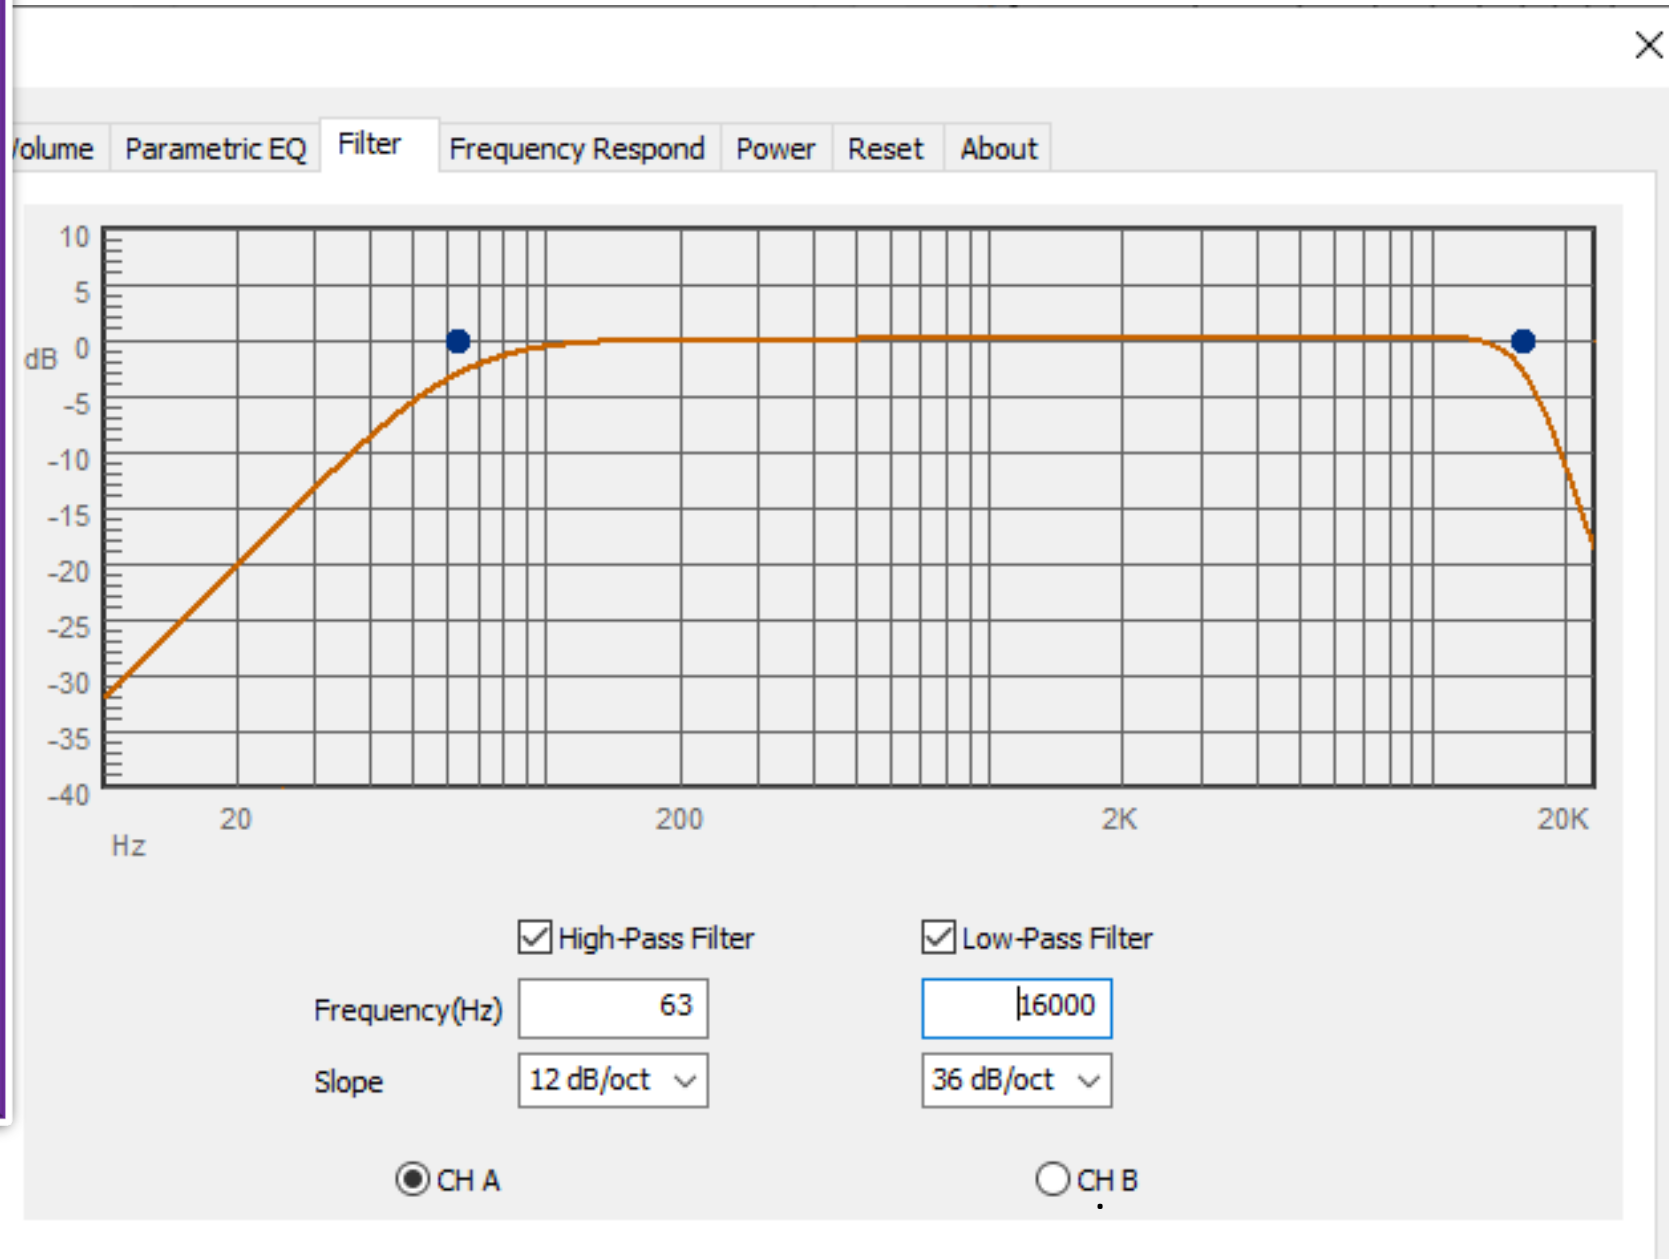 Volume Parametric EQ Filter Frequency Respond Power Reset About
10
5
0
dB
-5
-10
-15
-20
-25
-30
-35
-40
20 200 2K 20K
Hz
High-Pass Filter Low-Pass Filter
Frequency(Hz) 63 16000
Slope 12 dB/oct 36 dB/oct
CH A CH B